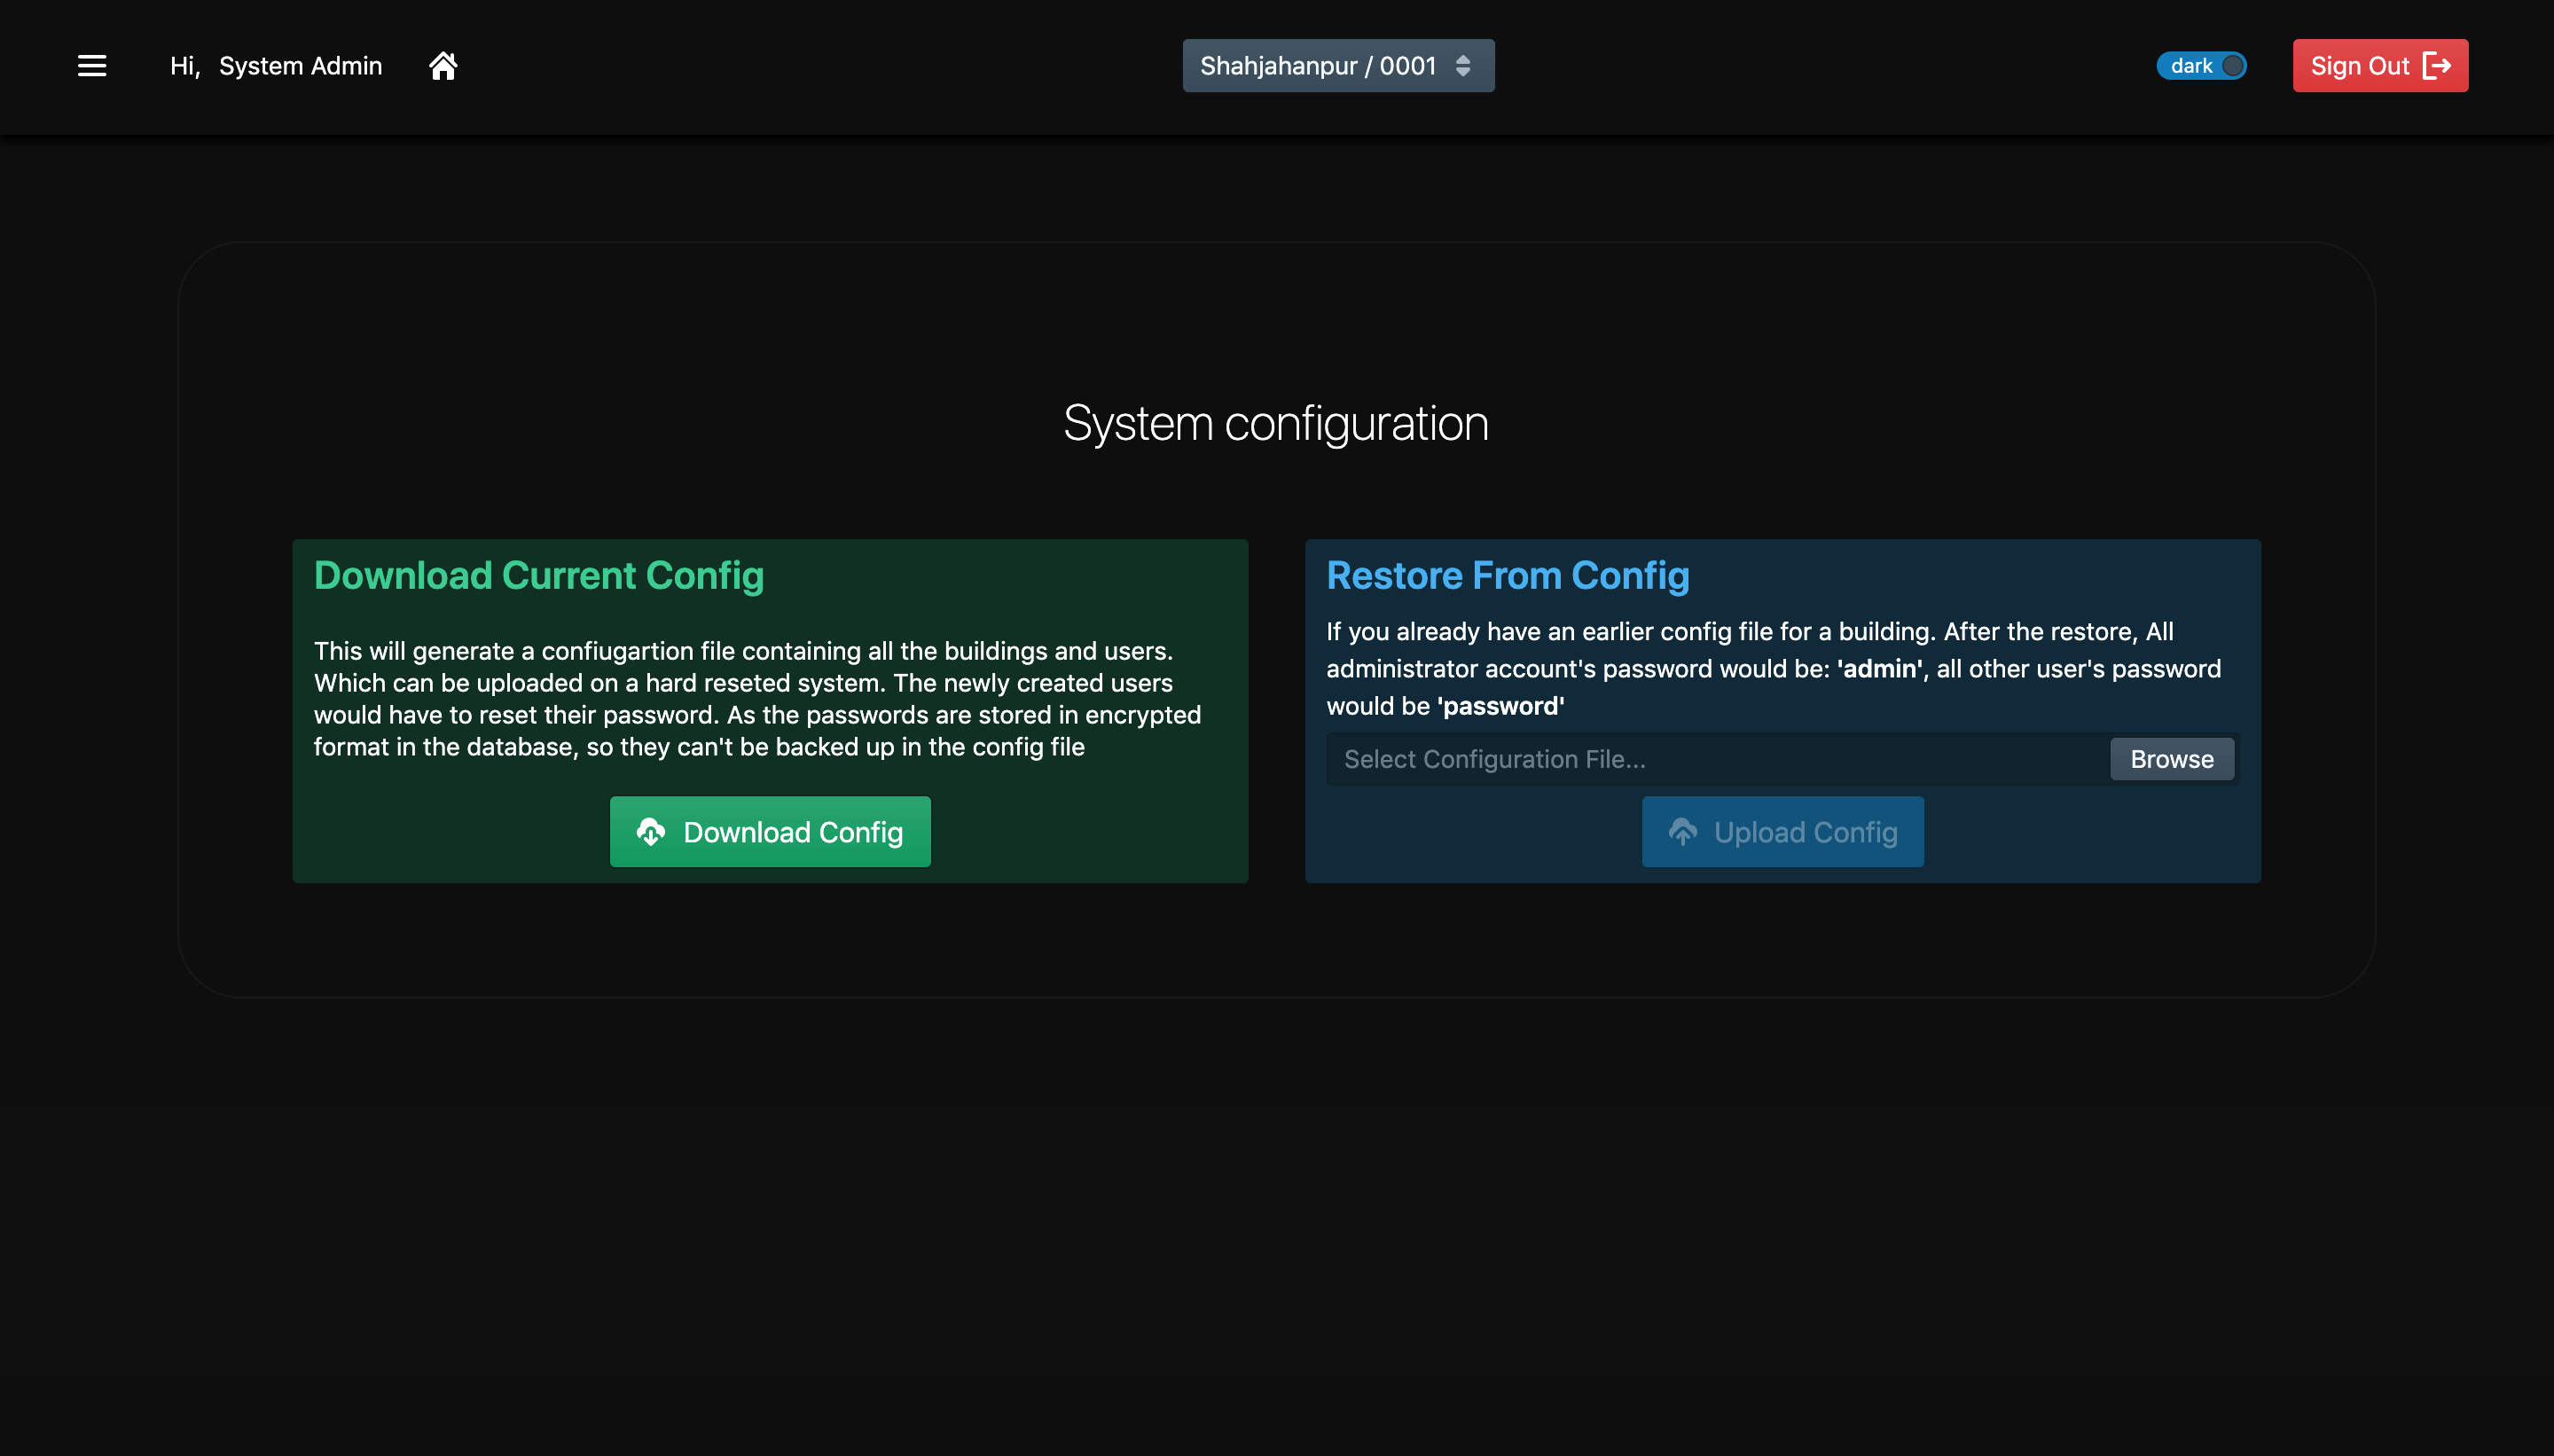 Hi, System Admin
Shahjahanpur / 0001
dark
Sign Out
System configuration
Download Current Config
This will generate a confiugartion file containing all the buildings and users.
Which can be uploaded on a hard reseted system. The newly created users
would have to reset their password. As the passwords are stored in encrypted
format in the database, so they can't be backed up in the config file
Download Config
Restore From Config
If you already have an earlier config file for a building. After the restore, All
administrator account's password would be: 'admin', all other user's password
would be 'password'
Select Configuration File...
Browse
Upload Config